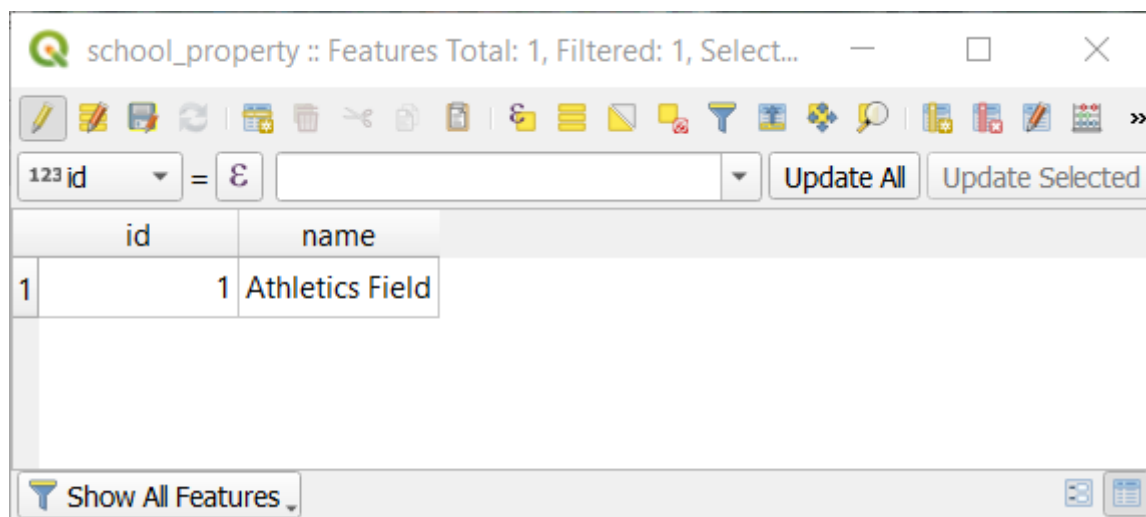 school_property :: Features Total: 1, Filtered: 1, Select...
»
123 id = ε Update All Update Selected
id name
1 1 Athletics Field
Show All Features